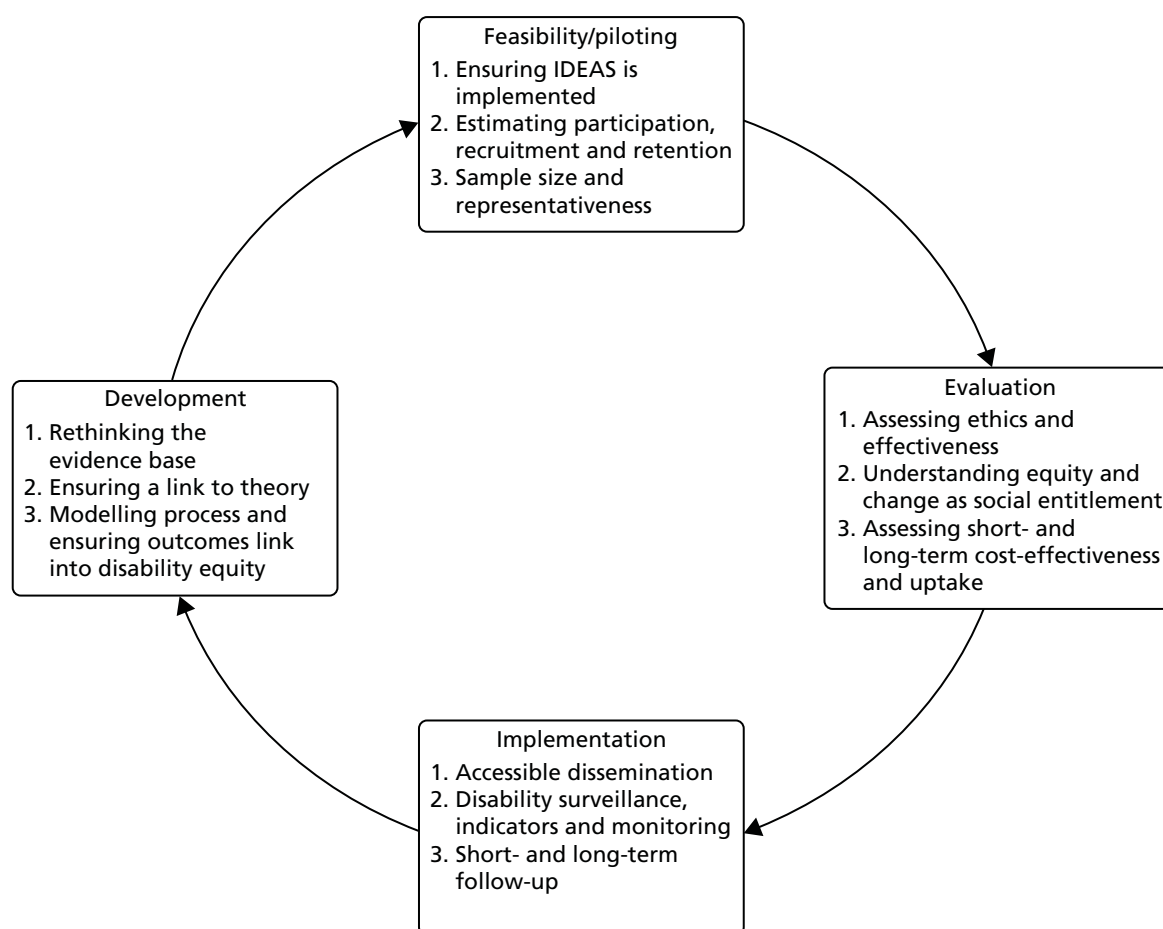 Feasibility/piloting
1. Ensuring IDEAS is
implemented
2. Estimating participation,
recruitment and retention
3. Sample size and
representativeness
Development
1. Rethinking the
evidence base
2. Ensuring a link to theory
3. Modelling process and
ensuring outcomes link
into disability equity
Evaluation
1. Assessing ethics and
effectiveness
2. Understanding equity and
change as social entitlement
3. Assessing short- and
long-term cost-effectiveness
and uptake
Implementation
1. Accessible dissemination
2. Disability surveillance,
indicators and monitoring
3. Short- and long-term
follow-up